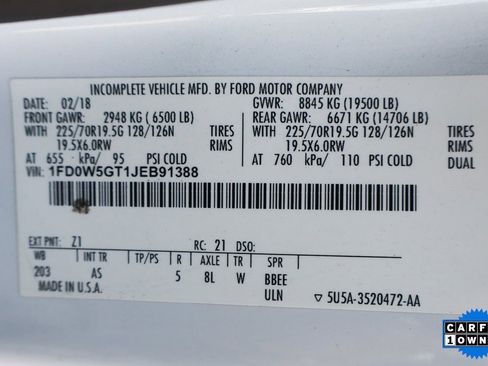 INCOMPLETE VEHICLE MFD. BY FORD MOTOR COMPANY
DATE: 02/18 GVWR: 8845 KG (19500 LB)
FRONT GAWR: 2948 KG ( 6500 LB) REAR GAWR: 6671 KG (14706 LB)
WITH 225/70R19.5G 128/126N TIRES WITH 225/70R19.5G 128/126N TIRES
19.5X6.0RW RIMS 19.5X6.0RW RIMS
AT 655 kPa/ 95 PSI COLD AT 760 kPa/ 110 PSI COLD DUAL
VIN: 1FD0W5GT1JEB91388
EXT PNT: Z1 RC: 21 DSO:
WB INT TR TP/PS R AXLE TR SPR
203 AS 5 8L W BBEE
MADE IN U.S.A. ULN ▽ 5U5A-3520472-AA
CARF
1 OWN